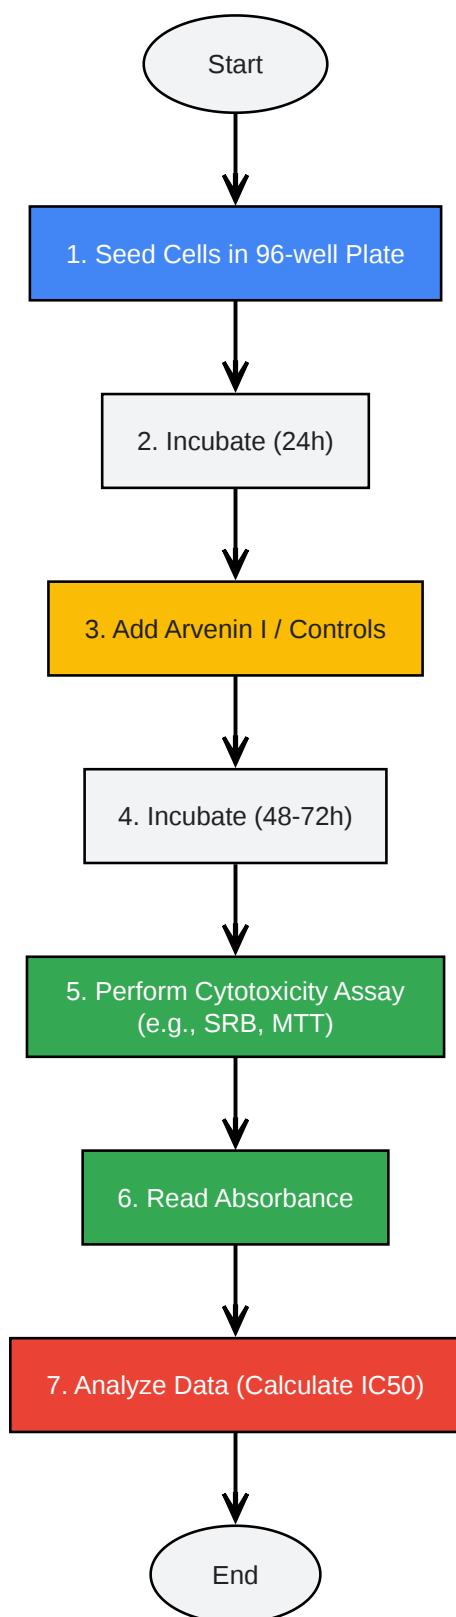 Start
1. Seed Cells in 96-well Plate
2. Incubate (24h)
3. Add Arvenin I / Controls
4. Incubate (48-72h)
5. Perform Cytotoxicity Assay
(e.g., SRB, MTT)
6. Read Absorbance
7. Analyze Data (Calculate IC50)
End